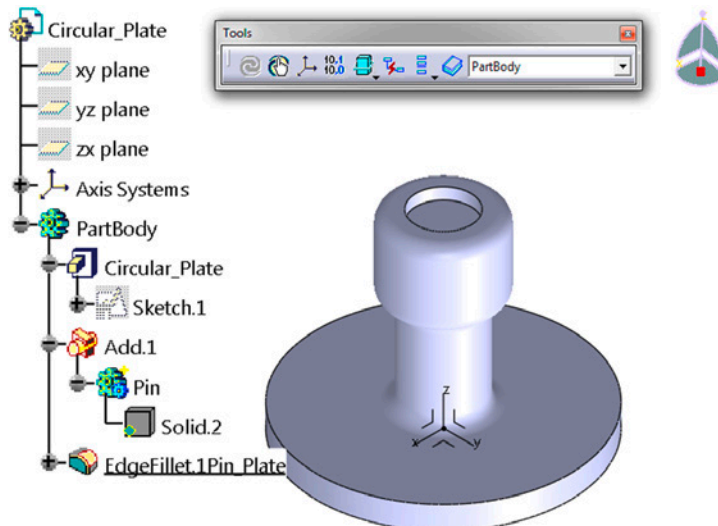 Circular_Plate
xy plane
yz plane
zx plane
Axis Systems
PartBody
Circular_Plate
Sketch.1
Add.1
Pin
Solid.2
EdgeFillet.1Pin_Plate
Tools
10.1
10.0
PartBody
z
x
y